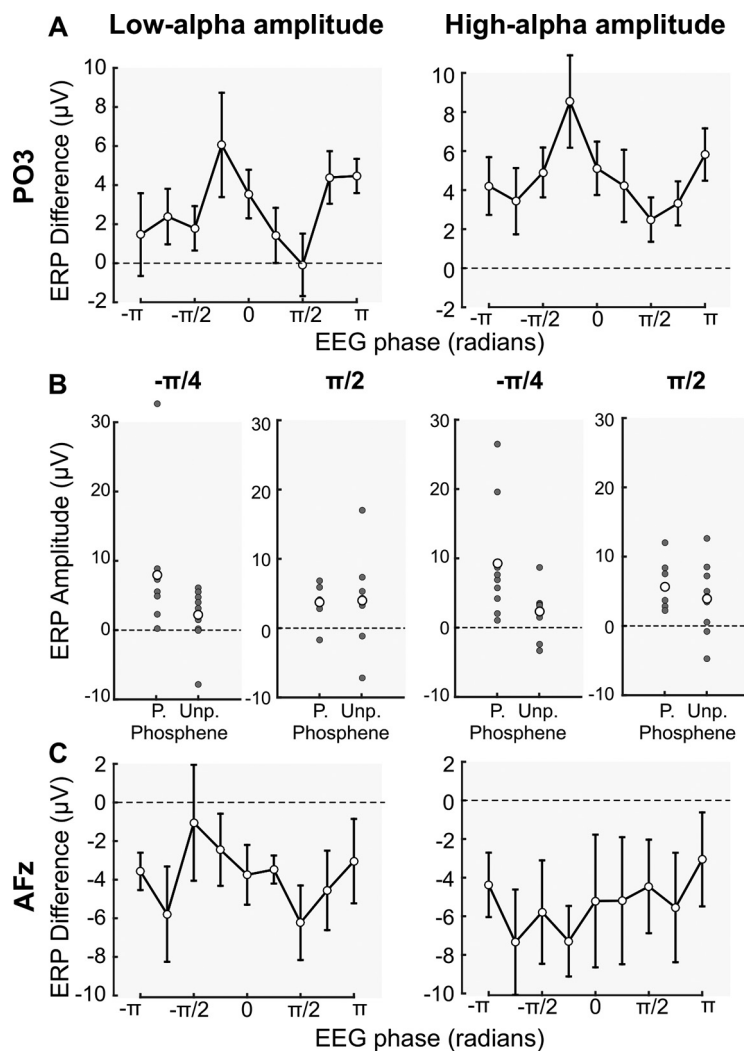 A
Low-alpha amplitude
High-alpha amplitude
PO3
ERP Difference (μV)
10
8
6
4
2
0
-2
10
8
6
4
2
0
-2
-π
-π/2
0
π/2
π
-π
-π/2
0
π/2
π
EEG phase (radians)
B
-π/4
π/2
-π/4
π/2
ERP Amplitude (μV)
30
20
10
0
-10
30
20
10
0
-10
30
20
10
0
-10
30
20
10
0
-10
P. Unp.
Phosphene
P. Unp.
Phosphene
P. Unp.
Phosphene
P. Unp.
Phosphene
C
AFz
ERP Difference (μV)
2
0
-2
-4
-6
-8
-10
2
0
-2
-4
-6
-8
-10
-π
-π/2
0
π/2
π
-π
-π/2
0
π/2
π
EEG phase (radians)